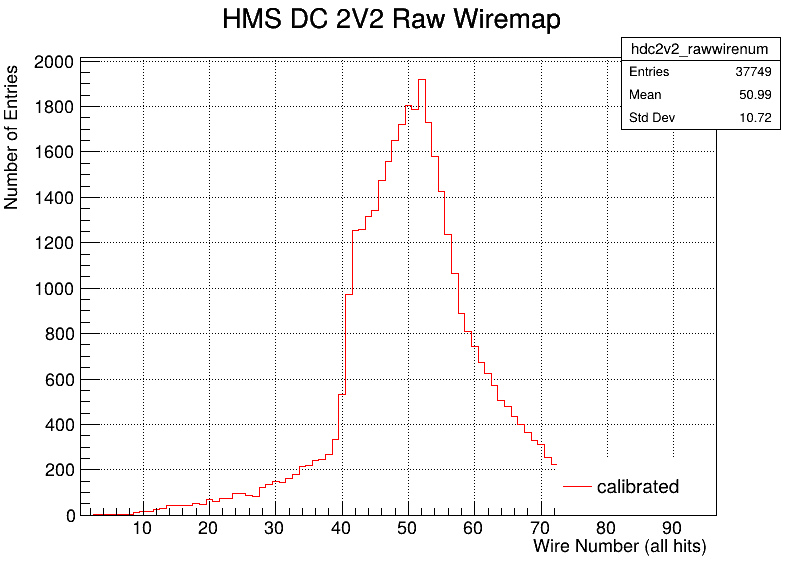 HMS DC 2V2 Raw Wiremap
hdc2v2_rawwirenum
Entries 37749
Mean 50.99
Std Dev 10.72
Number of Entries
2000
1800
1600
1400
1200
1000
800
600
400
200
0
calibrated
10 20 30 40 50 60 70 80 90
Wire Number (all hits)